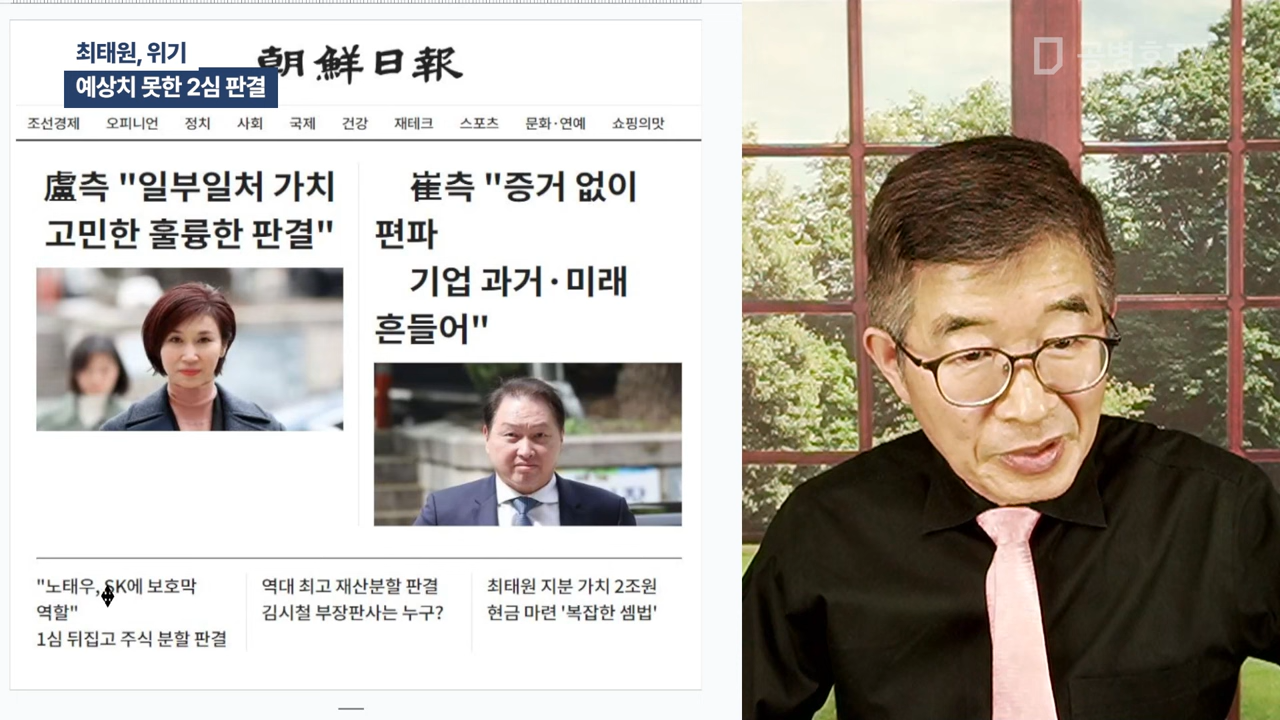 최태원, 위기
예상치 못한 2심 판결
朝鮮日報
조선경제 오피니언 정치 사회 국제 건강 재테크 스포츠 문화·연예 쇼핑의맛
盧측 "일부일처 가치
고민한 훌륭한 판결"
崔측 "증거 없이
편파
기업 과거·미래
흔들어"
"노태우, SK에 보호막
역할"
1심 뒤집고 주식 분할 판결
역대 최고 재산분할 판결
김시철 부장판사는 누구?
최태원 지분 가치 2조원
현금 마련 '복잡한 셈법'